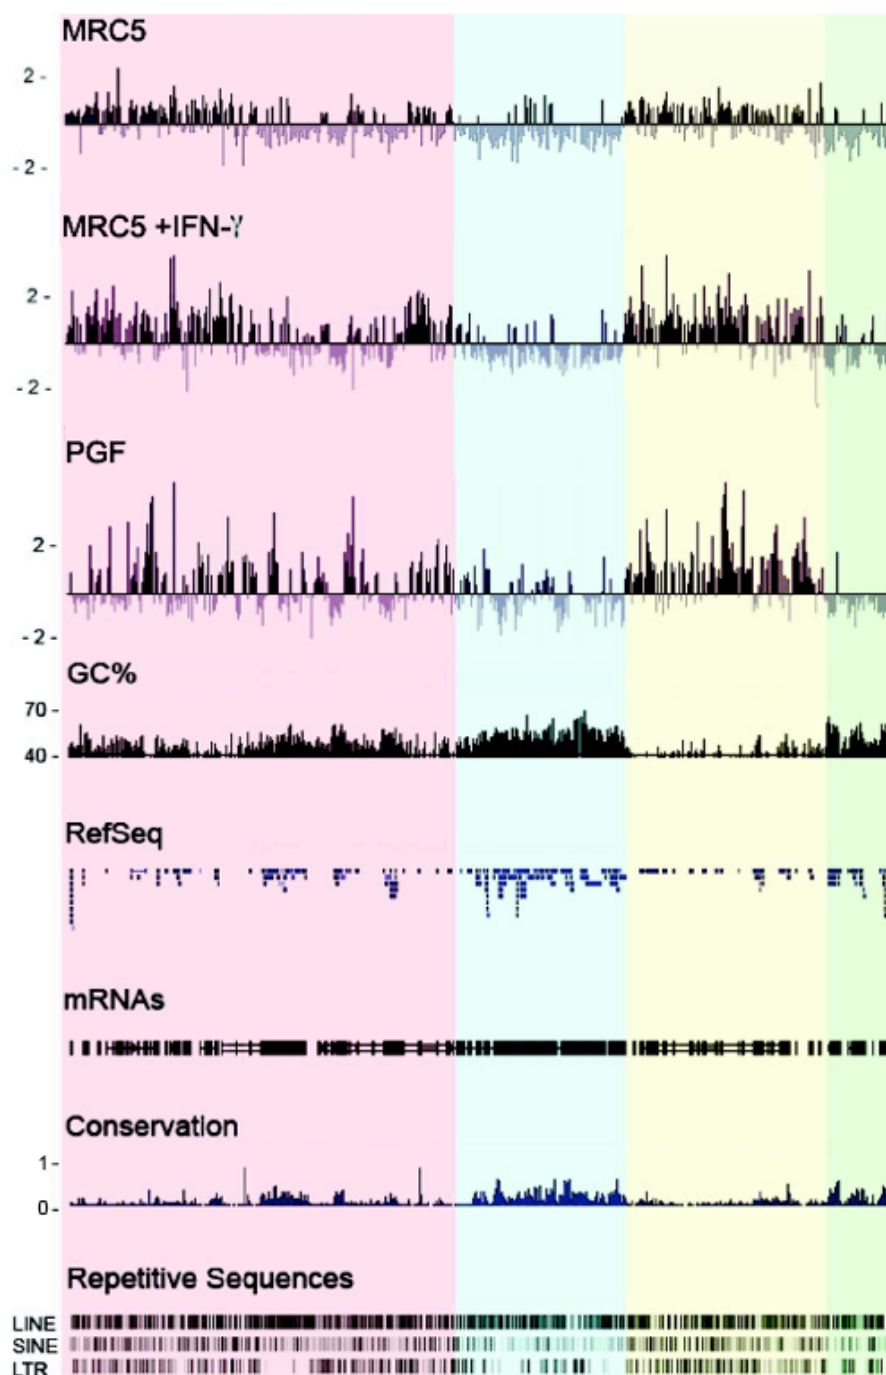 MRC5
2 -
- 2 -
MRC5 +IFN-γ
2 -
- 2 -
PGF
2 -
- 2 -
GC%
70 -
40 -
RefSeq
mRNAs
Conservation
1 -
0 -
Repetitive Sequences
LINE
SINE
LTR